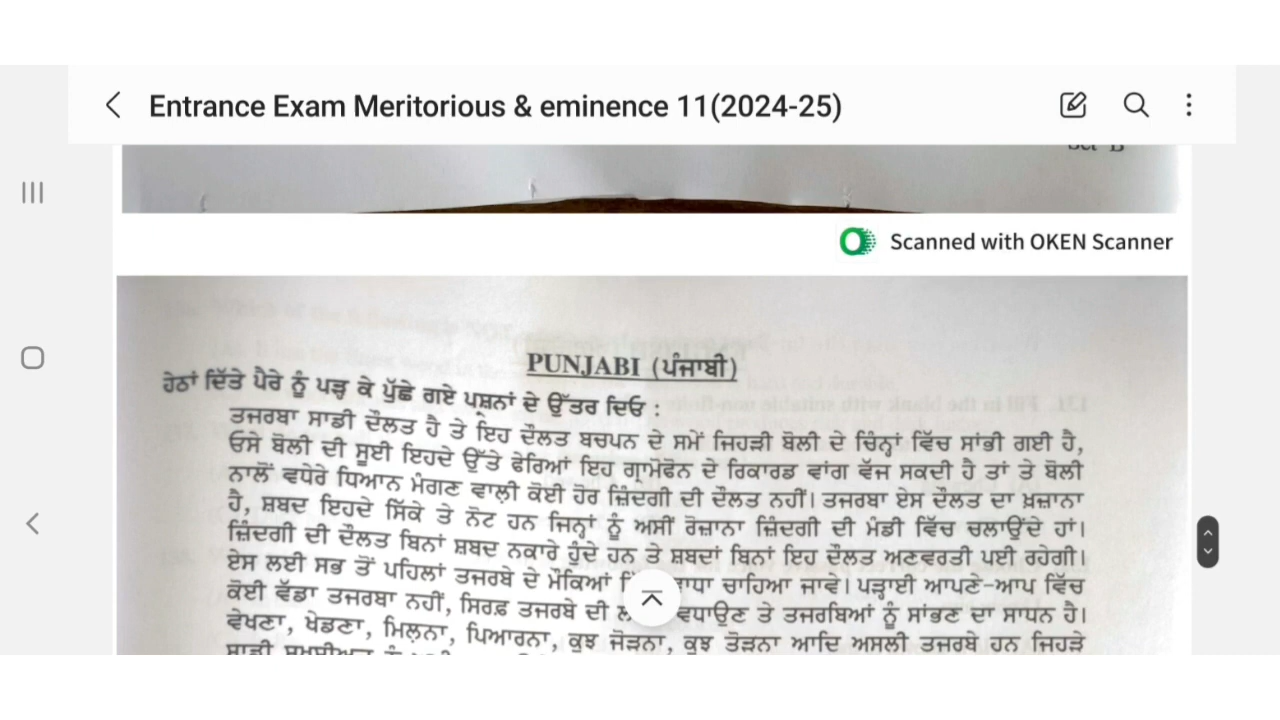 Entrance Exam Meritorious & eminence 11(2024-25)
Scanned with OKEN Scanner
PUNJABI (ਪੰਜਾਬੀ)
ਹੇਠਾਂ ਦਿੱਤੇ ਪੈਰੇ ਨੂੰ ਪੜ੍ਹ ਕੇ ਪੁੱਛੇ ਗਏ ਪ੍ਰਸ਼ਨਾਂ ਦੇ ਉੱਤਰ ਦਿਓ :
ਤਜਰਬਾ ਸਾਡੀ ਦੌਲਤ ਹੈ ਤੇ ਇਹ ਦੌਲਤ ਬਚਪਨ ਦੇ ਸਮੇਂ ਜਿਹੜੀ ਬੋਲੀ ਦੇ ਚਿੰਨ੍ਹਾਂ ਵਿੱਚ ਸਾਂਭੀ ਗਈ ਹੈ,
ਓਸੇ ਬੋਲੀ ਦੀ ਸੂਈ ਇਹਦੇ ਉੱਤੇ ਫੇਰਿਆਂ ਇਹ ਗ੍ਰਾਮੋਫੋਨ ਦੇ ਰਿਕਾਰਡ ਵਾਂਗ ਵੱਜ ਸਕਦੀ ਹੈ ਤਾਂ ਤੇ ਬੋਲੀ
ਨਾਲੋਂ ਵਧੇਰੇ ਧਿਆਨ ਮੰਗਣ ਵਾਲ਼ੀ ਕੋਈ ਹੋਰ ਜ਼ਿੰਦਗੀ ਦੀ ਦੌਲਤ ਨਹੀਂ। ਤਜਰਬਾ ਏਸ ਦੌਲਤ ਦਾ ਖ਼ਜ਼ਾਨਾ
ਹੈ, ਸ਼ਬਦ ਇਹਦੇ ਸਿੱਕੇ ਤੇ ਨੋਟ ਹਨ ਜਿਨ੍ਹਾਂ ਨੂੰ ਅਸੀਂ ਰੋਜ਼ਾਨਾ ਜ਼ਿੰਦਗੀ ਦੀ ਮੰਡੀ ਵਿੱਚ ਚਲਾਉਂਦੇ ਹਾਂ।
ਜ਼ਿੰਦਗੀ ਦੀ ਦੌਲਤ ਬਿਨਾਂ ਸ਼ਬਦ ਨਕਾਰੇ ਹੁੰਦੇ ਹਨ ਤੇ ਸ਼ਬਦਾਂ ਬਿਨਾਂ ਇਹ ਦੌਲਤ ਅਣਵਰਤੀ ਪਈ ਰਹੇਗੀ।
ਏਸ ਲਈ ਸਭ ਤੋਂ ਪਹਿਲਾਂ ਤਜਰਬੇ ਦੇ ਮੌਕਿਆਂ ਵਾਧਾ ਚਾਹਿਆ ਜਾਵੇ। ਪੜ੍ਹਾਈ ਆਪਣੇ-ਆਪ ਵਿੱਚ
ਕੋਈ ਵੱਡਾ ਤਜਰਬਾ ਨਹੀਂ, ਸਿਰਫ਼ ਤਜਰਬੇ ਦੀ ਵਧਾਉਣ ਤੇ ਤਜਰਬਿਆਂ ਨੂੰ ਸਾਂਭਣ ਦਾ ਸਾਧਨ ਹੈ।
ਵੇਖਣਾ, ਖੇਡਣਾ, ਮਿਲ਼ਨਾ, ਪਿਆਰਨਾ, ਕੁਝ ਜੋੜਨਾ, ਕੁਝ ਤੋੜਨਾ ਆਦਿ ਅਸਲੀ ਤਜਰਬੇ ਹਨ ਜਿਹੜੇ